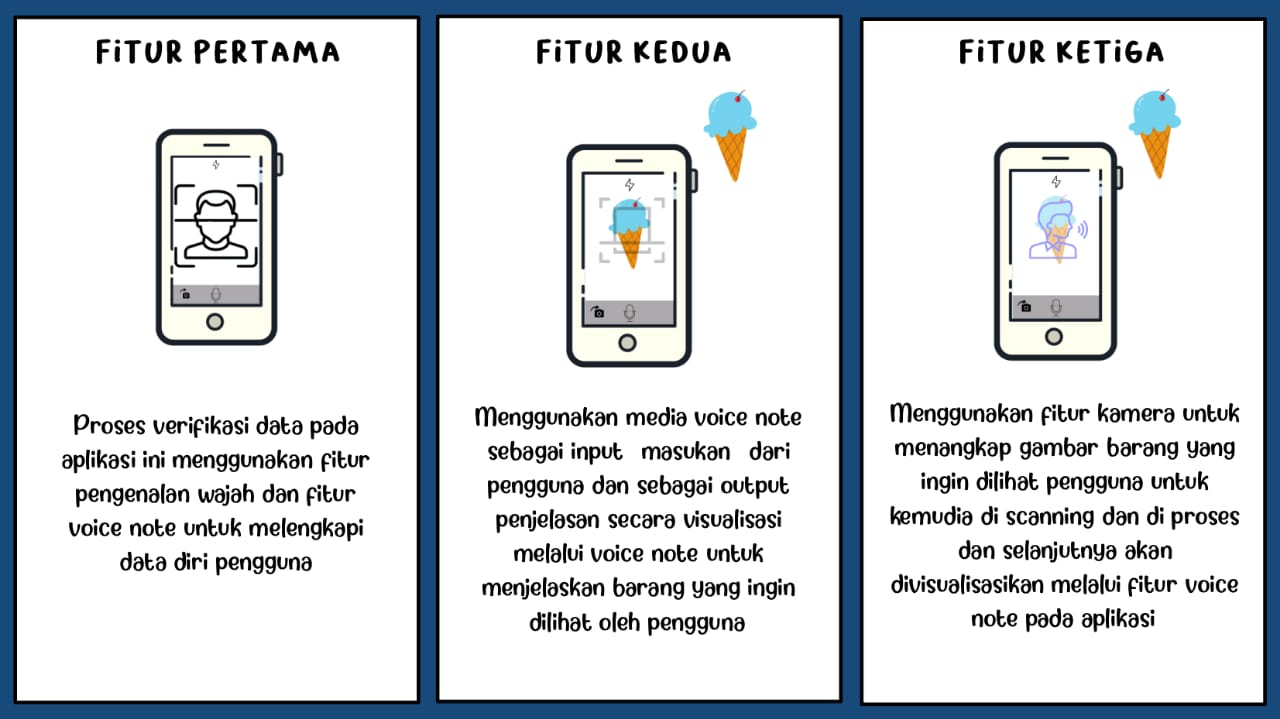 FiTUR PERTAMA
Proses verifikasi data pada
aplikasi ini menggunakan fitur
pengenalan wajah dan fitur
voice note untuk melengkapi
data diri pengguna
FiTUR KEDUA
Menggunakan media voice note
sebagai input masukan dari
pengguna dan sebagai output
penjelasan secara visualisasi
melalui voice note untuk
menjelaskan barang yang ingin
dilihat oleh pengguna
FiTUR KETiGA
Menggunakan fitur kamera untuk
menangkap gambar barang yang
ingin dilihat pengguna untuk
kemudia di scanning dan di proses
dan selanjutnya akan
divisualisasikan melalui fitur voice
note pada aplikasi